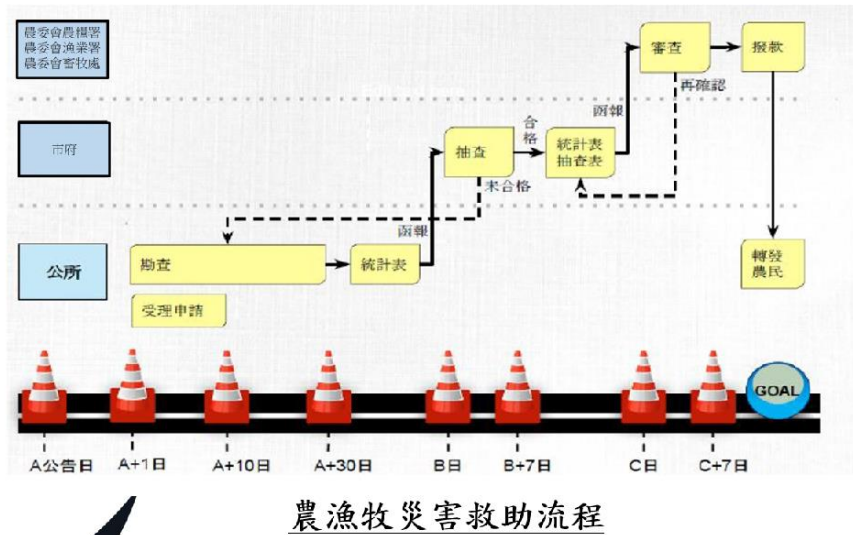 農委會農糧署
農委會漁業署
農委會畜牧處
審查
撥款
再確認
函報
市府
抽查
合格
統計表
抽查表
未合格
函報
公所
勘查
統計表
轉發
農民
受理申請
GOAL
A公告日
A+1日
A+10日
A+30日
B日
B+7日
C日
C+7日
農漁牧災害救助流程